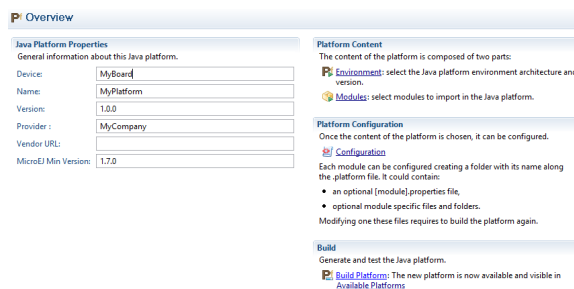 Overview
Java Platform Properties
General information about this Java platform.
Device: MyBoard
Name: MyPlatform
Version: 1.0.0
Provider : MyCompany
Vendor URL:
MicroEJ Min Version: 1.7.0
Platform Content
The content of the platform is composed of two parts:
Environment: select the Java platform environment architecture and
version.
Modules: select modules to import in the Java platform.
Platform Configuration
Once the content of the platform is chosen, it can be configured.
Configuration
Each module can be configured creating a folder with its name along
the .platform file. It could contain:
• an optional [module].properties file,
• optional module specific files and folders.
Modifying one these files requires to build the platform again.
Build
Generate and test the Java platform.
Build Platform: The new platform is now available and visible in
Available Platforms